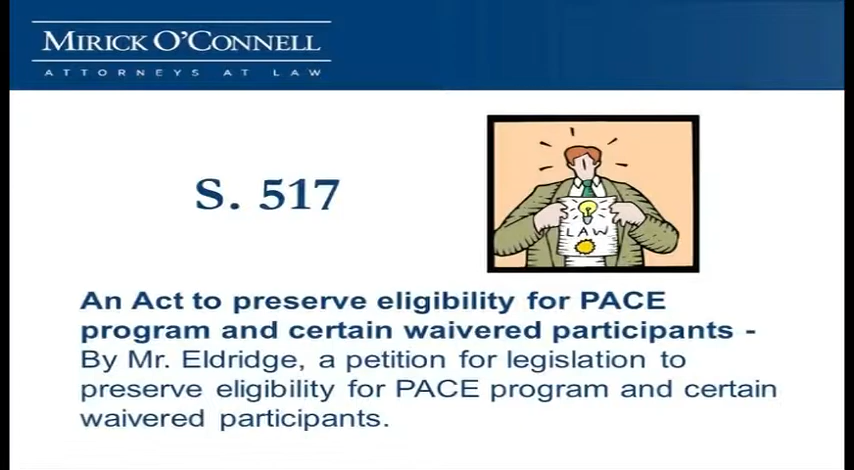 MIRICK O'CONNELL
ATTORNEYS AT LAW
S. 517
LAW
An Act to preserve eligibility for PACE
program and certain waivered participants -
By Mr. Eldridge, a petition for legislation to
preserve eligibility for PACE program and certain
waivered participants.